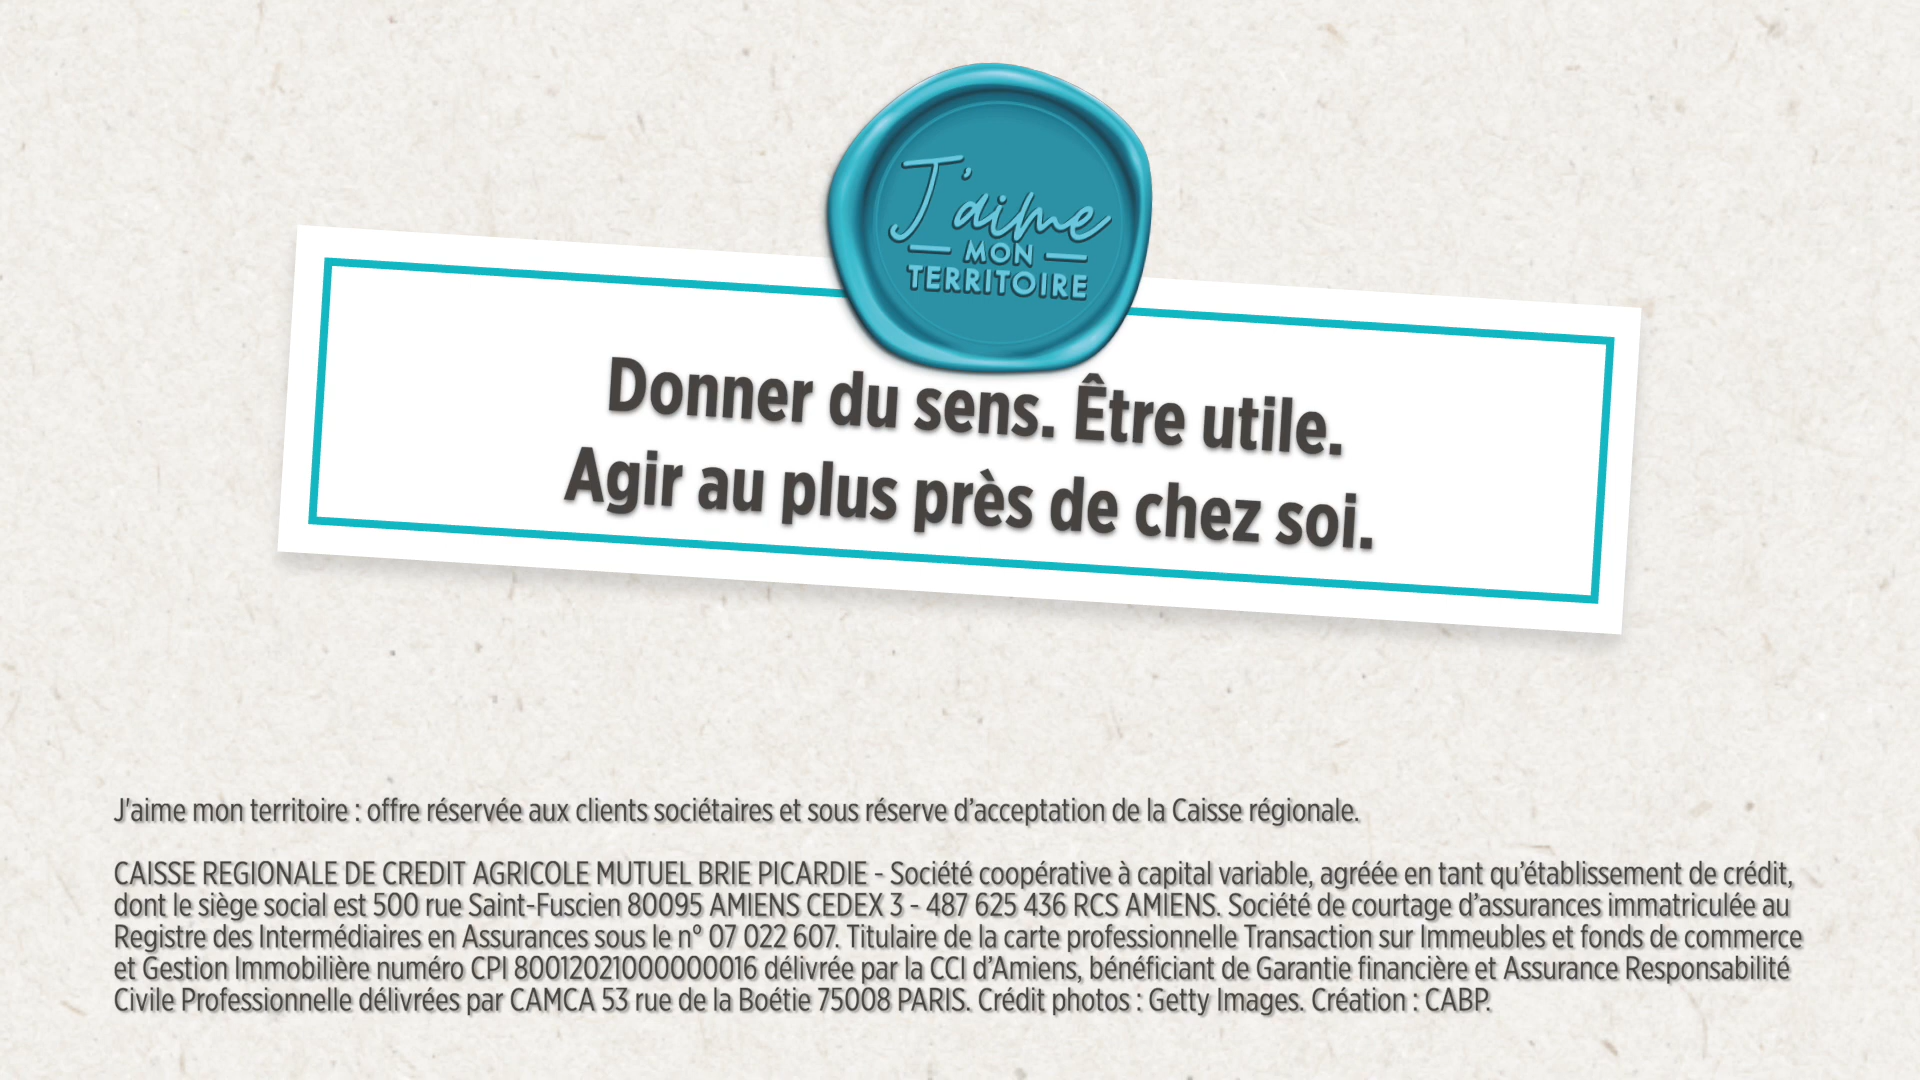 J'aime
MON
TERRITOIRE
Donner du sens. Être utile.
Agir au plus près de chez soi.
J'aime mon territoire : offre réservée aux clients sociétaires et sous réserve d’acceptation de la Caisse régionale.
CAISSE REGIONALE DE CREDIT AGRICOLE MUTUEL BRIE PICARDIE - Société coopérative à capital variable, agréée en tant qu’établissement de crédit,
dont le siège social est 500 rue Saint-Fuscien 80095 AMIENS CEDEX 3 - 487 625 436 RCS AMIENS. Société de courtage d’assurances immatriculée au
Registre des Intermédiaires en Assurances sous le n° 07 022 607. Titulaire de la carte professionnelle Transaction sur Immeubles et fonds de commerce
et Gestion Immobilière numéro CPI 80012021000000016 délivrée par la CCI d’Amiens, bénéficiant de Garantie financière et Assurance Responsabilité
Civile Professionnelle délivrées par CAMCA 53 rue de la Boétie 75008 PARIS. Crédit photos : Getty Images. Création : CABP.